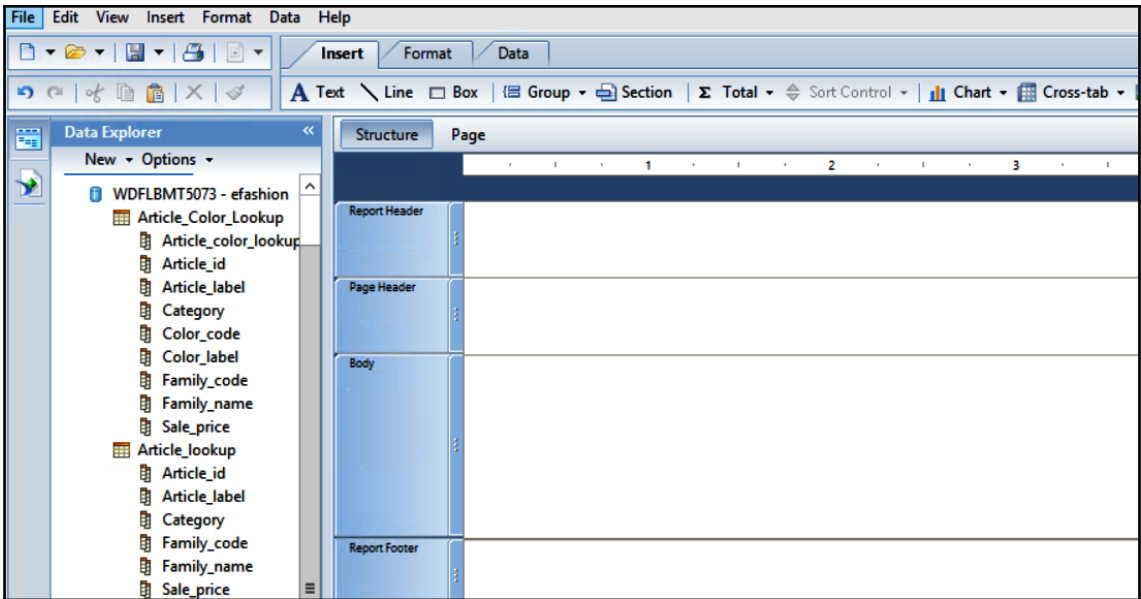 File Edit View Insert Format Data Help
Insert Format Data
A Text Line Box Group Section Σ Total Sort Control Chart Cross-tab
Data Explorer «
Structure Page
New Options
1 2 3
WDFLBMT5073 - efashion
Article_Color_Lookup
Report Header
Article_color_lookup
Article_id
Article_label
Page Header
Category
Color_code
Color_label
Body
Family_code
Family_name
Sale_price
Article_lookup
Article_id
Article_label
Category
Family_code
Report Footer
Family_name
Sale_price